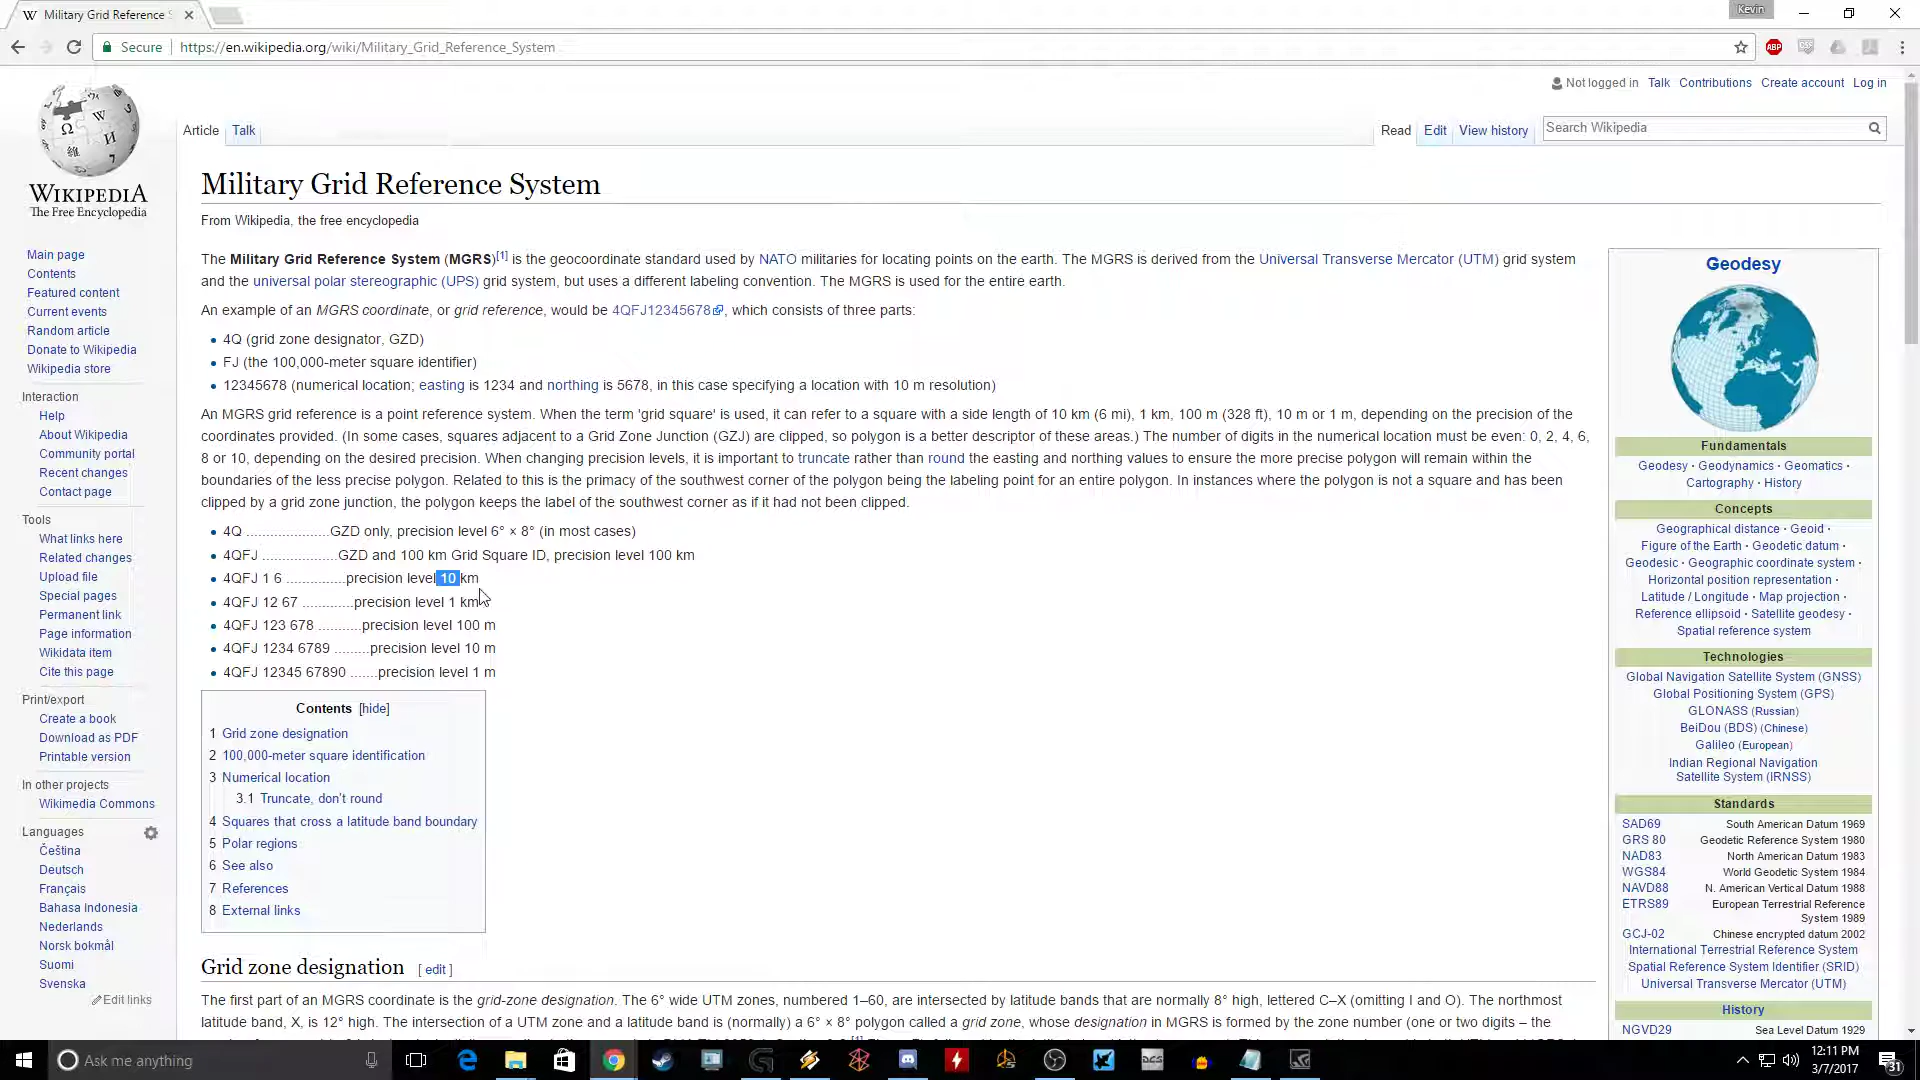 Military Grid Reference S
Kevin
Secure
https://en.wikipedia.org/wiki/Military_Grid_Reference_System
ABP
Not logged in Talk Contributions Create account Log in
Article Talk
Read Edit View history
Search Wikipedia
WIKIPEDIA
The Free Encyclopedia
Main page
Contents
Featured content
Current events
Random article
Donate to Wikipedia
Wikipedia store
Interaction
Help
About Wikipedia
Community portal
Recent changes
Contact page
Tools
What links here
Related changes
Upload file
Special pages
Permanent link
Page information
Wikidata item
Cite this page
Print/export
Create a book
Download as PDF
Printable version
In other projects
Wikimedia Commons
Languages
Čeština
Deutsch
Français
Bahasa Indonesia
Nederlands
Norsk bokmål
Suomi
Svenska
Edit links
Military Grid Reference System
From Wikipedia, the free encyclopedia
The Military Grid Reference System (MGRS)[1] is the geocoordinate standard used by NATO militaries for locating points on the earth. The MGRS is derived from the Universal Transverse Mercator (UTM) grid system
and the universal polar stereographic (UPS) grid system, but uses a different labeling convention. The MGRS is used for the entire earth.
An example of an MGRS coordinate, or grid reference, would be 4QFJ12345678, which consists of three parts:
• 4Q (grid zone designator, GZD)
• FJ (the 100,000-meter square identifier)
• 12345678 (numerical location; easting is 1234 and northing is 5678, in this case specifying a location with 10 m resolution)
An MGRS grid reference is a point reference system. When the term 'grid square' is used, it can refer to a square with a side length of 10 km (6 mi), 1 km, 100 m (328 ft), 10 m or 1 m, depending on the precision of the
coordinates provided. (In some cases, squares adjacent to a Grid Zone Junction (GZJ) are clipped, so polygon is a better descriptor of these areas.) The number of digits in the numerical location must be even: 0, 2, 4, 6,
8 or 10, depending on the desired precision. When changing precision levels, it is important to truncate rather than round the easting and northing values to ensure the more precise polygon will remain within the
boundaries of the less precise polygon. Related to this is the primacy of the southwest corner of the polygon being the labeling point for an entire polygon. In instances where the polygon is not a square and has been
clipped by a grid zone junction, the polygon keeps the label of the southwest corner as if it had not been clipped.
• 4Q .....................GZD only, precision level 6° × 8° (in most cases)
• 4QFJ ...................GZD and 100 km Grid Square ID, precision level 100 km
• 4QFJ 1 6 ...............precision level 10 km
• 4QFJ 12 67 .............precision level 1 km
• 4QFJ 123 678 ...........precision level 100 m
• 4QFJ 1234 6789 .........precision level 10 m
• 4QFJ 12345 67890 .......precision level 1 m
Contents [hide]
1 Grid zone designation
2 100,000-meter square identification
3 Numerical location
3.1 Truncate, don't round
4 Squares that cross a latitude band boundary
5 Polar regions
6 See also
7 References
8 External links
Grid zone designation [ edit ]
The first part of an MGRS coordinate is the grid-zone designation. The 6° wide UTM zones, numbered 1–60, are intersected by latitude bands that are normally 8° high, lettered C–X (omitting I and O). The northmost
latitude band, X, is 12° high. The intersection of a UTM zone and a latitude band is (normally) a 6° × 8° polygon called a grid zone, whose designation in MGRS is formed by the zone number (one or two digits – the
Geodesy
Fundamentals
Geodesy · Geodynamics · Geomatics ·
Cartography · History
Concepts
Geographical distance · Geoid ·
Figure of the Earth · Geodetic datum ·
Geodesic · Geographic coordinate system ·
Horizontal position representation ·
Latitude / Longitude · Map projection ·
Reference ellipsoid · Satellite geodesy ·
Spatial reference system
Technologies
Global Navigation Satellite System (GNSS)
Global Positioning System (GPS)
GLONASS (Russian)
BeiDou (BDS) (Chinese)
Galileo (European)
Indian Regional Navigation
Satellite System (IRNSS)
Standards
SAD69 South American Datum 1969
GRS 80 Geodetic Reference System 1980
NAD83 North American Datum 1983
WGS84 World Geodetic System 1984
NAVD88 N. American Vertical Datum 1988
ETRS89 European Terrestrial Reference
System 1989
GCJ-02 Chinese encrypted datum 2002
International Terrestrial Reference System
Spatial Reference System Identifier (SRID)
Universal Transverse Mercator (UTM)
History
NGVD29 Sea Level Datum 1929
Ask me anything
12:11 PM
3/7/2017
31